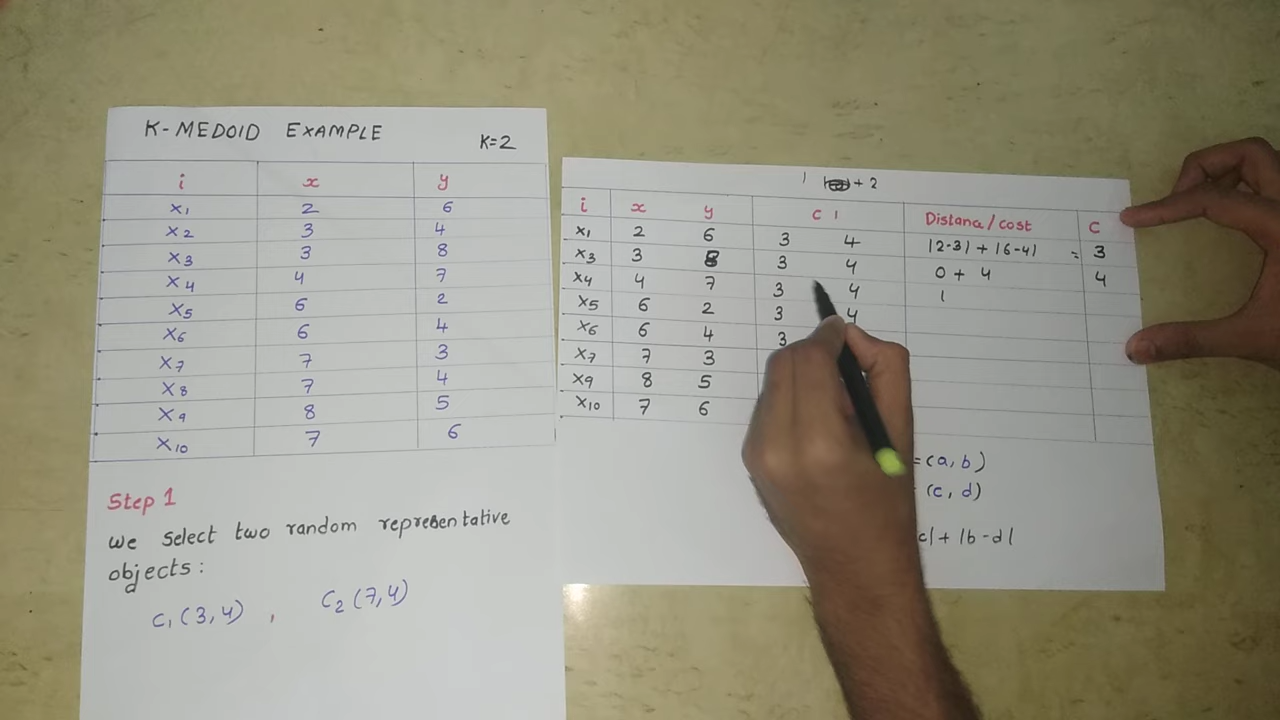 K-MEDOID EXAMPLE K=2
i x y
X1 2 6
X2 3 4
X3 3 8
X4 4 7
X5 6 2
X6 6 4
X7 7 3
X8 7 4
X9 8 5
X10 7 6
Step 1
We select two random representative
objects:
C1(3,4) , C2(7,4)
1 + 2
i x y C 1 Distana/cost C
X1 2 6 3 4 |2-3| + |6-4| = 3
X3 3 8 3 4 0 + 4 4
X4 4 7 3 4 |
X5 6 2 3 4
X6 6 4 3
X7 7 3
X9 8 5
X10 7 6
=(a,b)
(c,d)
c|+|b-d|